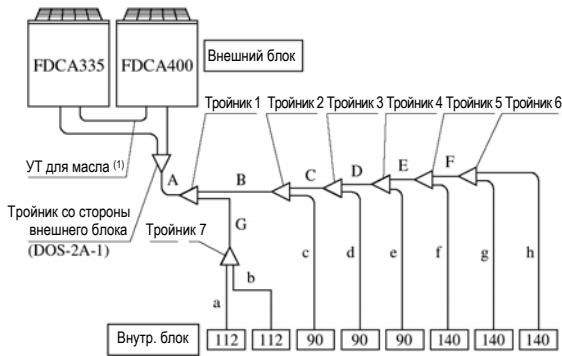 FDCA335
FDCA400
Внешний блок
Тройник 1
Тройник 2
Тройник 3
Тройник 4
Тройник 5
Тройник 6
УТ для масла (1)
A
B
C
D
E
F
Тройник со стороны
внешнего блока
(DOS-2A-1)
G
Тройник 7
a
b
c
d
e
f
g
h
Внутр. блок
112
112
90
90
90
140
140
140